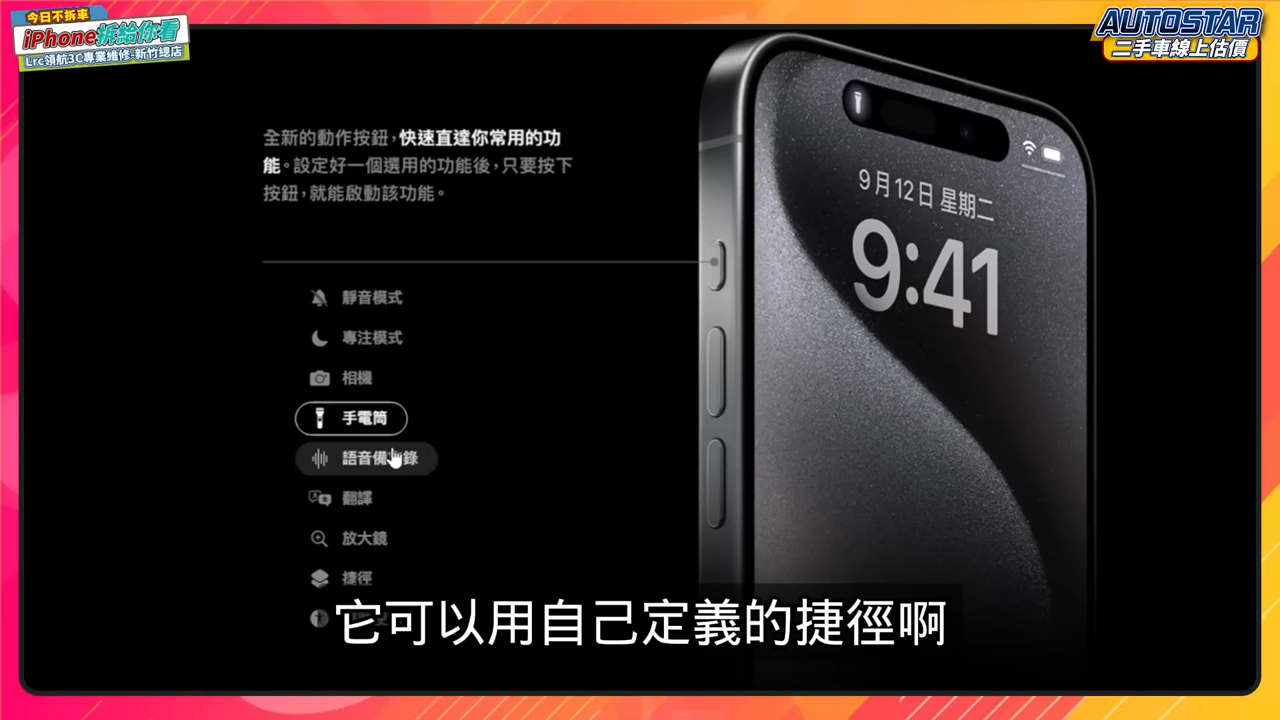 今日不拆車
iPhone拆給你看
Lrc領航3C專業維修-新竹總店
AUTOSTAR
二手車線上估價
全新的動作按鈕，快速直達你常用的功
能。設定好一個選用的功能後，只要按下
按鈕，就能啟動該功能。
9月12日 星期二
9:41
靜音模式
專注模式
相機
手電筒
語音備 錄
翻譯
放大鏡
捷徑
它可以用自己定義的捷徑啊